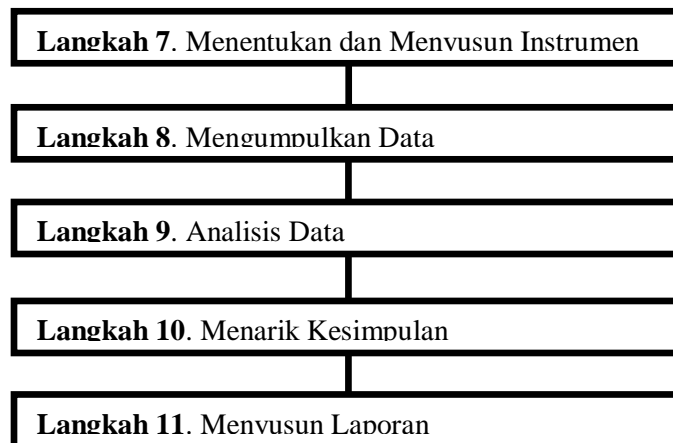 Langkah 7. Menentukan dan Menyusun Instrumen
Langkah 8. Mengumpulkan Data
Langkah 9. Analisis Data
Langkah 10. Menarik Kesimpulan
Langkah 11. Menyusun Laporan